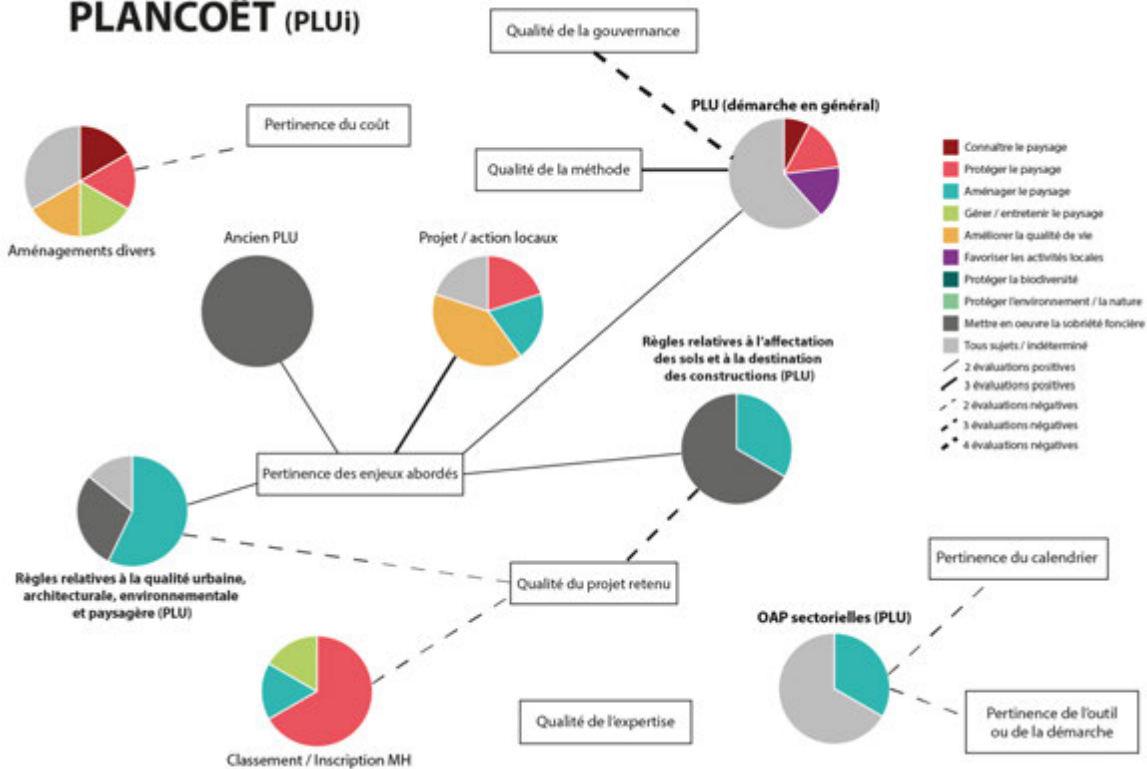 PLANCOËT (PLUi)
Qualité de la gouvernance
PLU (démarche en général)
Pertinence du coût
Qualité de la méthode
Aménagements divers
Ancien PLU
Projet / action locaux
Connaître le paysage
Protéger le paysage
Aménager le paysage
Gérer / entretenir le paysage
Améliorer la qualité de vie
Favoriser les activités locales
Protéger la biodiversité
Protéger l'environnement / la nature
Mettre en oeuvre la sobriété foncière
Tous sujets / indéterminé
2 évaluations positives
3 évaluations positives
2 évaluations négatives
3 évaluations négatives
4 évaluations négatives
Règles relatives à l'affectation
des sols et à la destination
des constructions (PLU)
Pertinence des enjeux abordés
Règles relatives à la qualité urbaine,
architecturale, environnementale
et paysagère (PLU)
Qualité du projet retenu
Pertinence du calendrier
OAP sectorielles (PLU)
Qualité de l'expertise
Pertinence de l'outil
ou de la démarche
Classement / Inscription MH